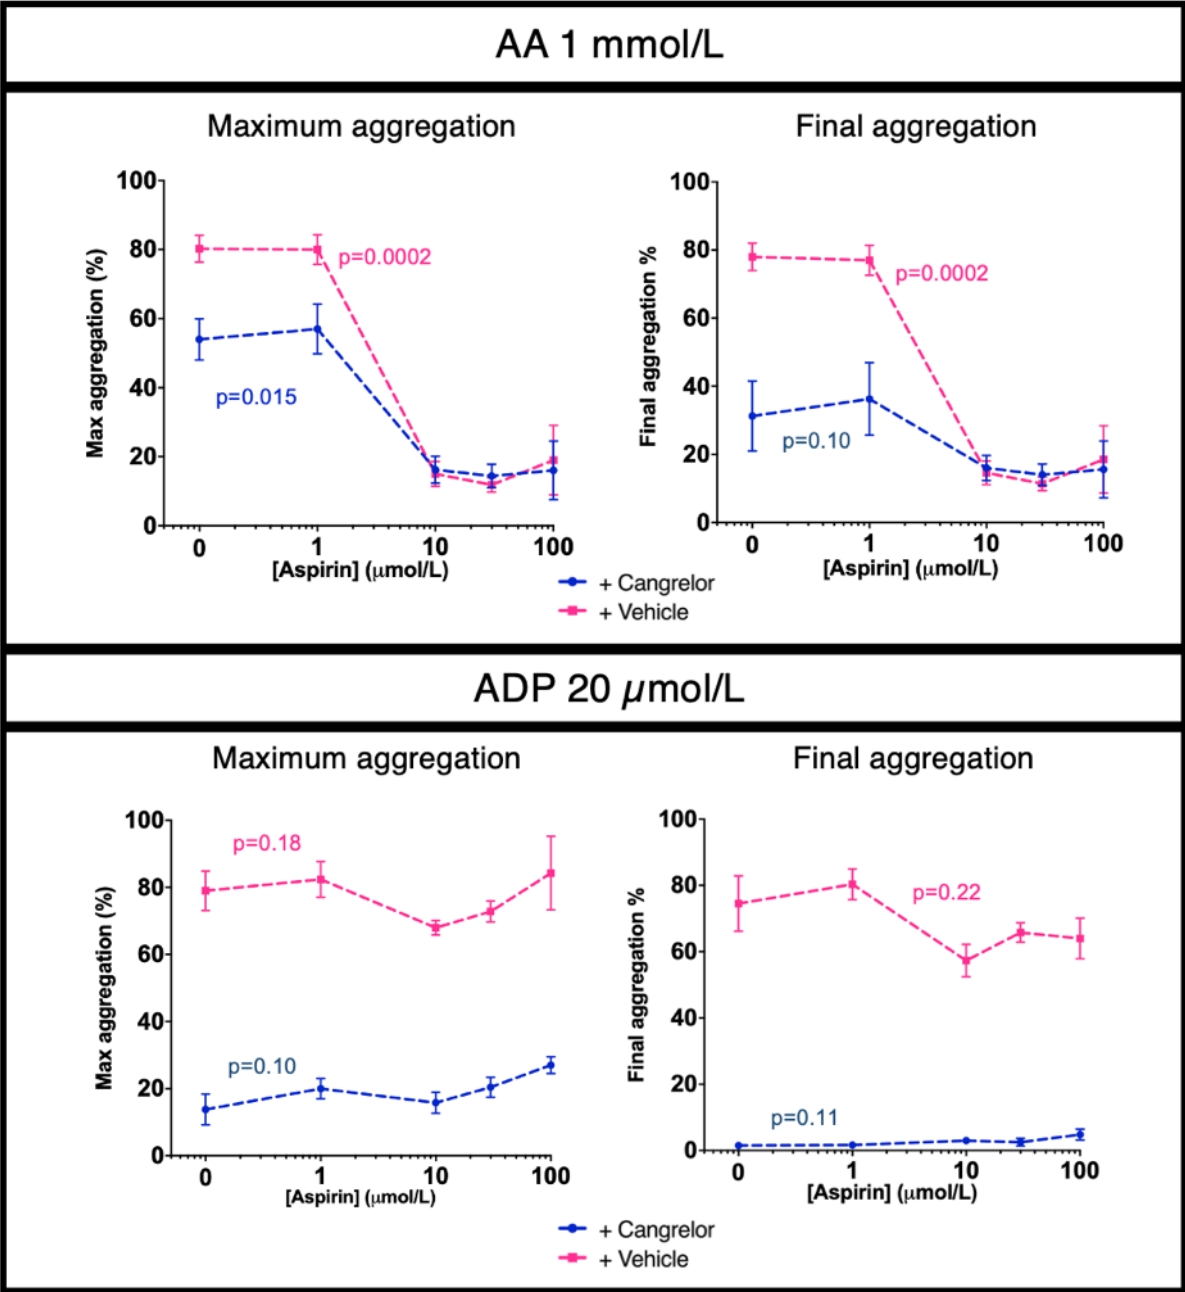 AA 1 mmol/L
Maximum aggregation
Max aggregation (%)
100
80
60
40
20
0
p=0.0002
p=0.015
0 1 10 100
[Aspirin] (μmol/L)
Final aggregation
Final aggregation %
100
80
60
40
20
0
p=0.0002
p=0.10
0 1 10 100
[Aspirin] (μmol/L)
+ Cangrelor
+ Vehicle
ADP 20 μmol/L
Maximum aggregation
Max aggregation (%)
100
80
60
40
20
0
p=0.18
p=0.10
0 1 10 100
[Aspirin] (μmol/L)
Final aggregation
Final aggregation %
100
80
60
40
20
0
p=0.22
p=0.11
0 1 10 100
[Aspirin] (μmol/L)
+ Cangrelor
+ Vehicle